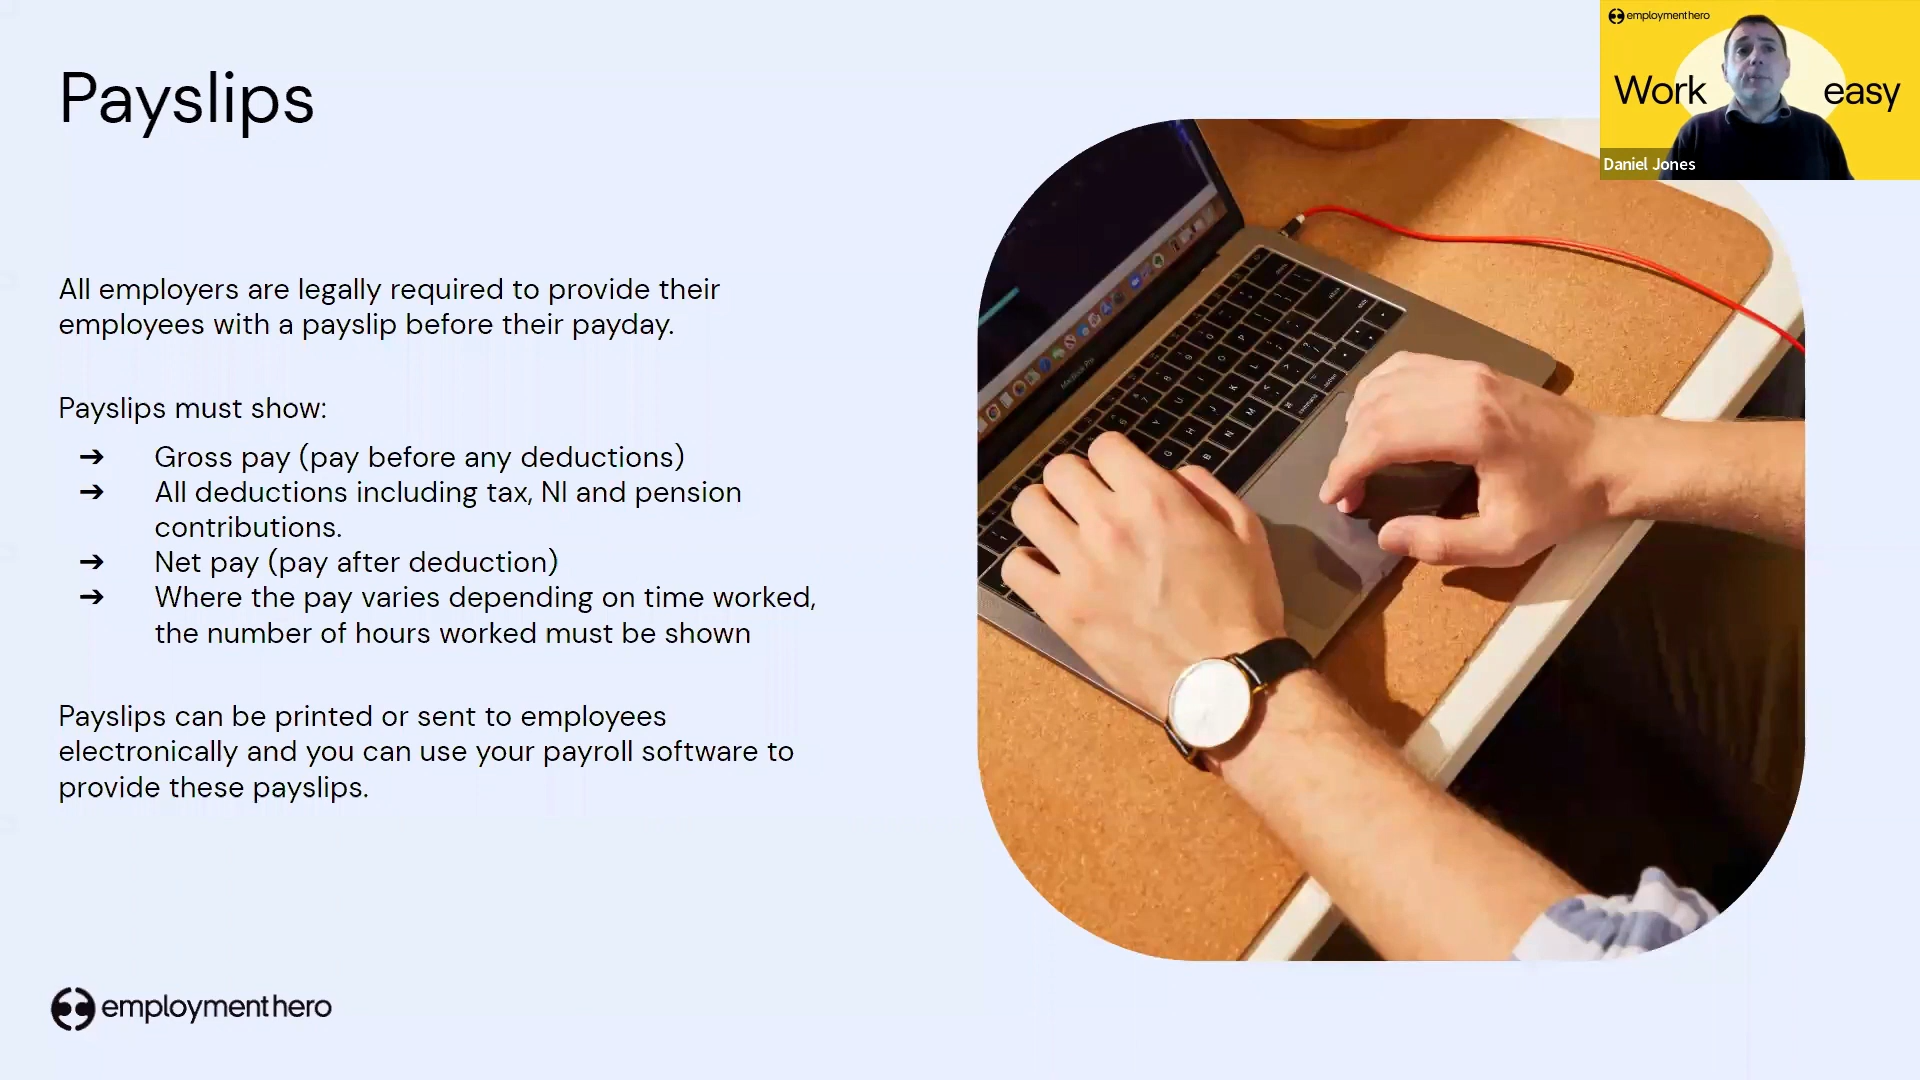 Payslips
All employers are legally required to provide their
employees with a payslip before their payday.
Payslips must show:
➔ Gross pay (pay before any deductions)
➔ All deductions including tax, NI and pension
contributions.
➔ Net pay (pay after deduction)
➔ Where the pay varies depending on time worked,
the number of hours worked must be shown
Payslips can be printed or sent to employees
electronically and you can use your payroll software to
provide these payslips.
employmenthero
employmenthero
Work easy
Daniel Jones
MacBook Pro